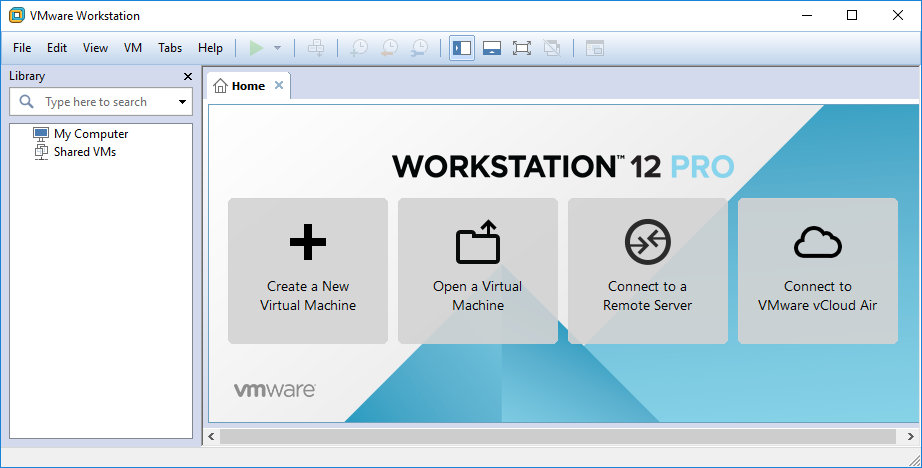 VMware Workstation
File Edit View VM Tabs Help
Library
Type here to search
My Computer
Shared VMs
Home
WORKSTATION™ 12 PRO
Create a New
Virtual Machine
Open a Virtual
Machine
Connect to a
Remote Server
Connect to
VMware vCloud Air
vmware